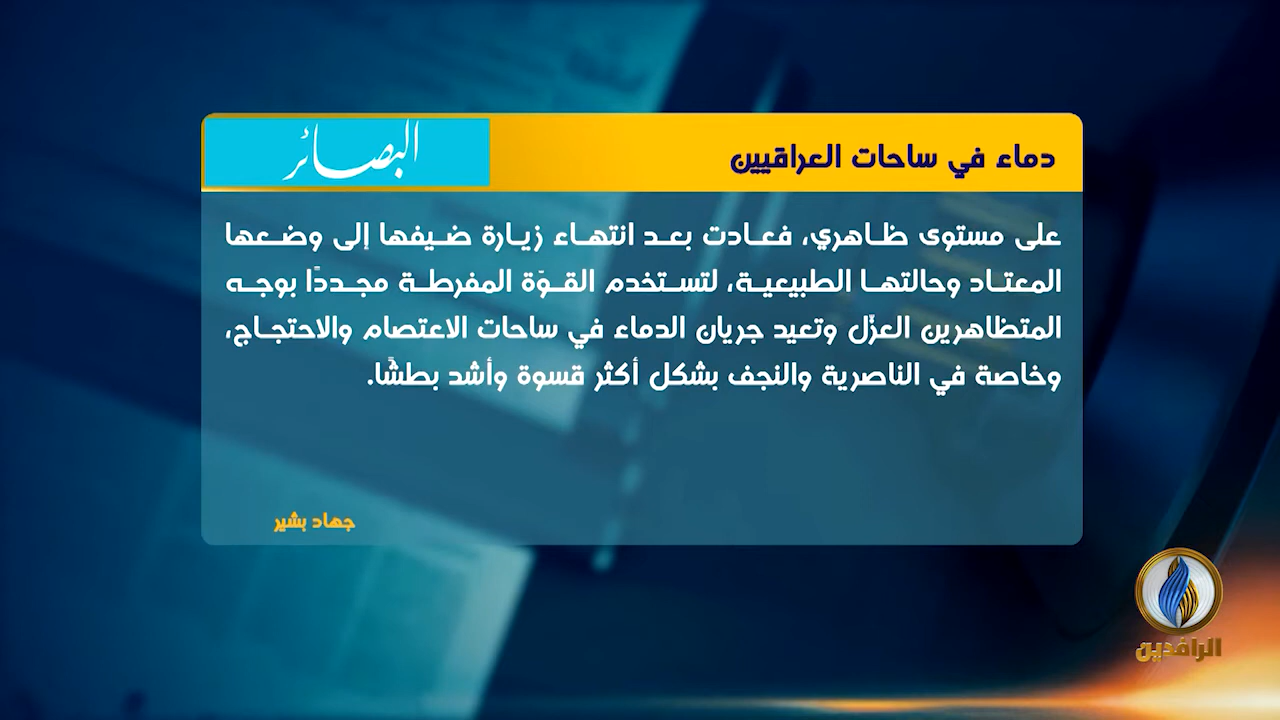 دماء في ساحات العراقيين
البصائر
على مستوى ظاهري، فعادت بعد انتهاء زيارة ضيفها إلى وضعها
المعتاد وحالتها الطبيعية، لتستخدم القوّة المفرطة مجددًا بوجه
المتظاهرين العزّل وتعيد جريان الدماء في ساحات الاعتصام والاحتجاج،
وخاصة في الناصرية والنجف بشكل أكثر قسوة وأشد بطشًا.
جهاد بشير
الرافدين